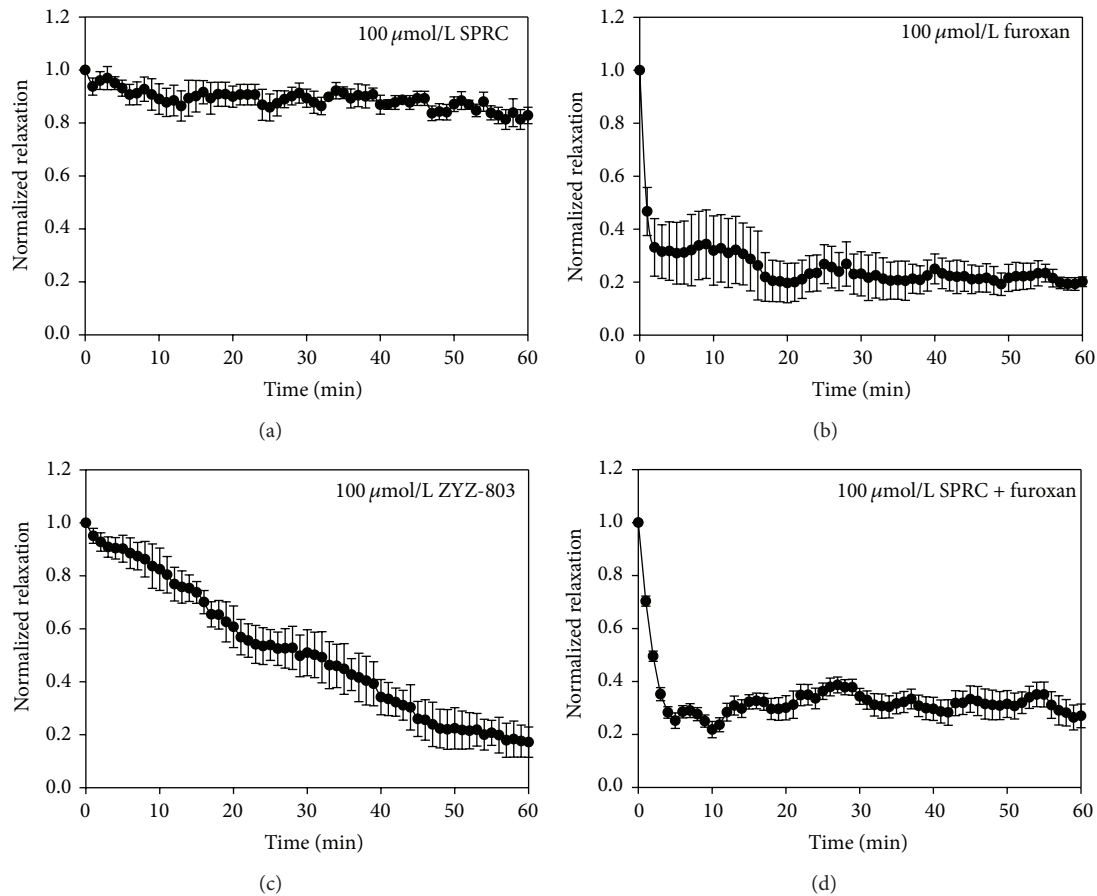 1.2
100 μmol/L SPRC
1.0
0.8
0.6
0.4
0.2
0.0
Normalized relaxation
0 10 20 30 40 50 60
Time (min)
(a)
1.2
100 μmol/L furoxan
1.0
0.8
0.6
0.4
0.2
0.0
Normalized relaxation
0 10 20 30 40 50 60
Time (min)
(b)
1.2
100 μmol/L ZYZ-803
1.0
0.8
0.6
0.4
0.2
0.0
Normalized relaxation
0 10 20 30 40 50 60
Time (min)
(c)
1.2
100 μmol/L SPRC + furoxan
1.0
0.8
0.6
0.4
0.2
0.0
Normalized relaxation
0 10 20 30 40 50 60
Time (min)
(d)